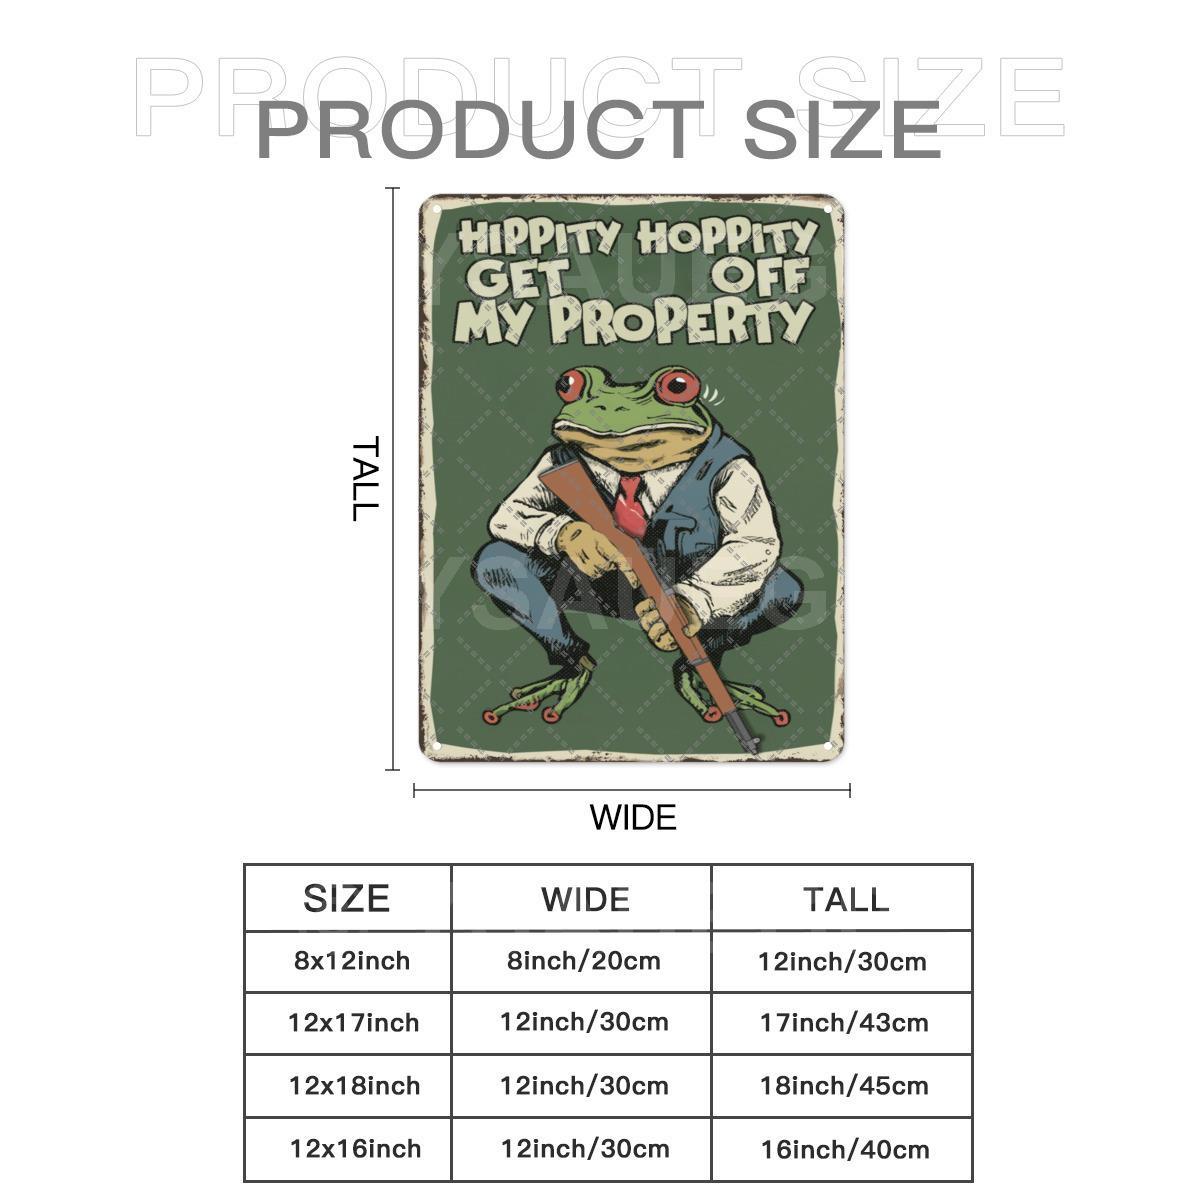 PRODUCT SIZE
PRODUCT SIZE
HIPPITY HOPPITY
GET OFF
MY PROPERTY
TALL
WIDE
SIZE WIDE TALL
8x12inch 8inch/20cm 12inch/30cm
12x17inch 12inch/30cm 17inch/43cm
12x18inch 12inch/30cm 18inch/45cm
12x16inch 12inch/30cm 16inch/40cm